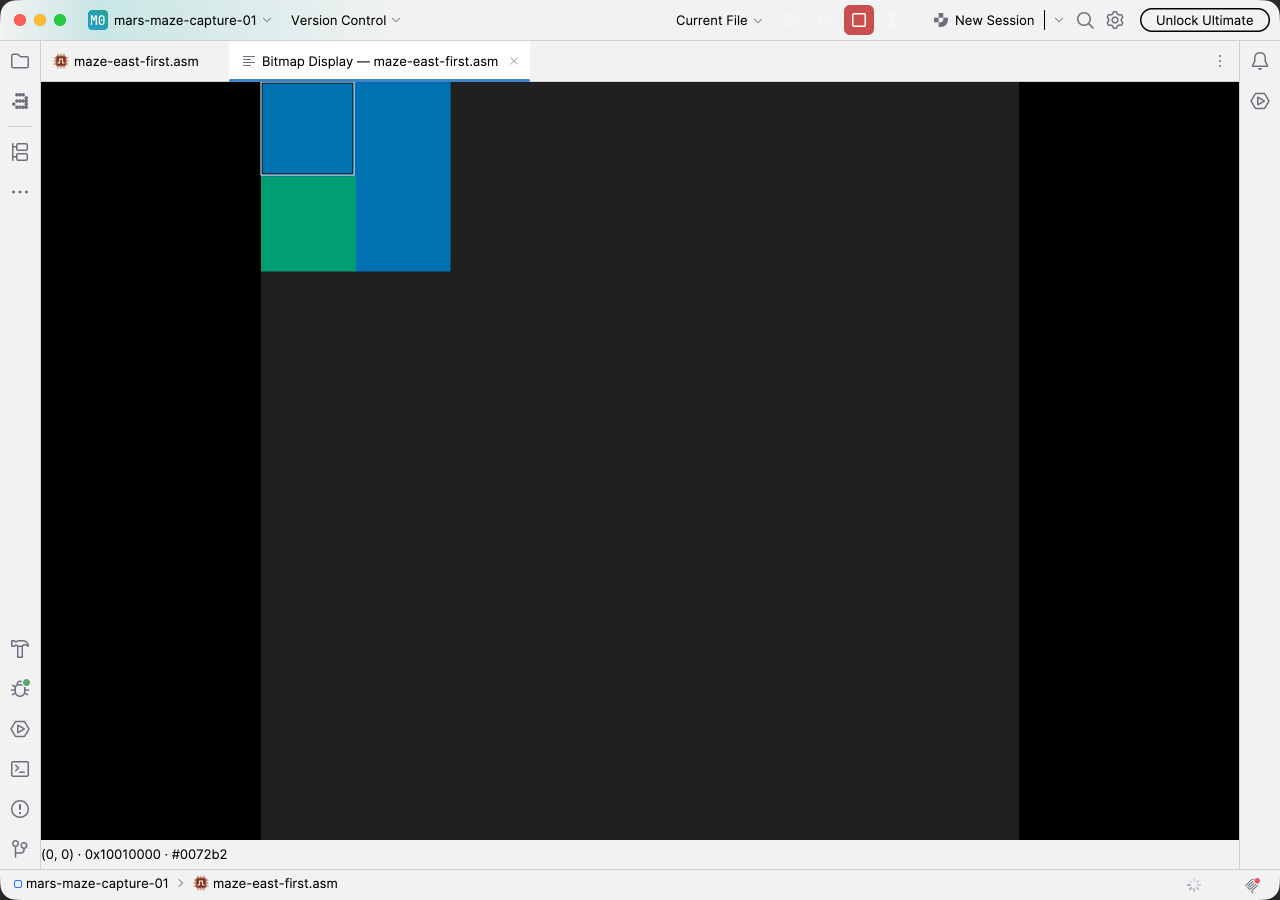 M0 mars-maze-capture-01 Version Control Current File New Session Unlock Ultimate
maze-east-first.asm Bitmap Display — maze-east-first.asm
(0, 0) · 0x10010000 · #0072b2
mars-maze-capture-01 maze-east-first.asm